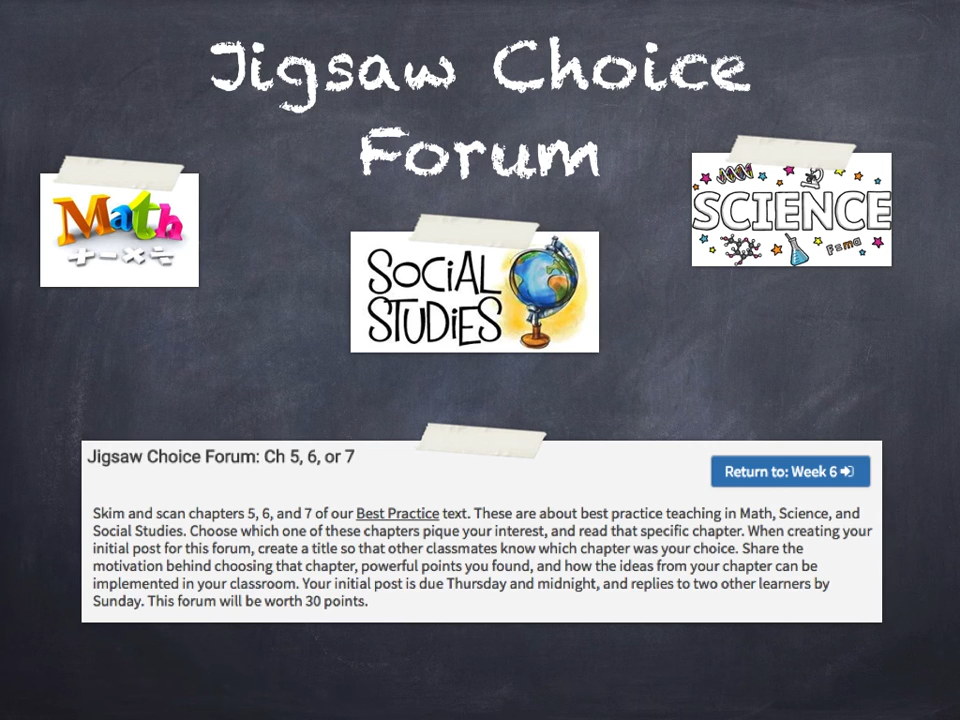 Jigsaw Choice
Forum
Math
+ − × ÷
SOCiAL
STUDiES
SCIENCE
F=ma
Jigsaw Choice Forum: Ch 5, 6, or 7
Return to: Week 6
Skim and scan chapters 5, 6, and 7 of our Best Practice text. These are about best practice teaching in Math, Science, and
Social Studies. Choose which one of these chapters pique your interest, and read that specific chapter. When creating your
initial post for this forum, create a title so that other classmates know which chapter was your choice. Share the
motivation behind choosing that chapter, powerful points you found, and how the ideas from your chapter can be
implemented in your classroom. Your initial post is due Thursday and midnight, and replies to two other learners by
Sunday. This forum will be worth 30 points.